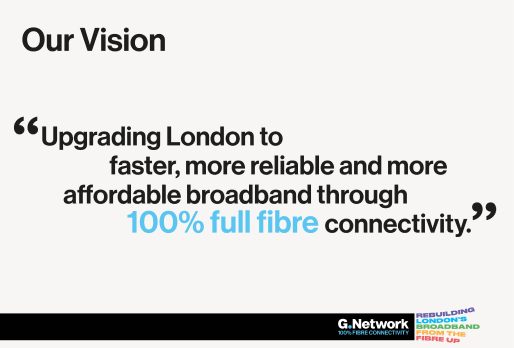 Our Vision
“Upgrading London to
faster, more reliable and more
affordable broadband through
100% full fibre connectivity.”
G.Network
100% FIBRE CONNECTIVITY
REBUILDING
LONDON'S
BROADBAND
FROM THE
FIBRE UP